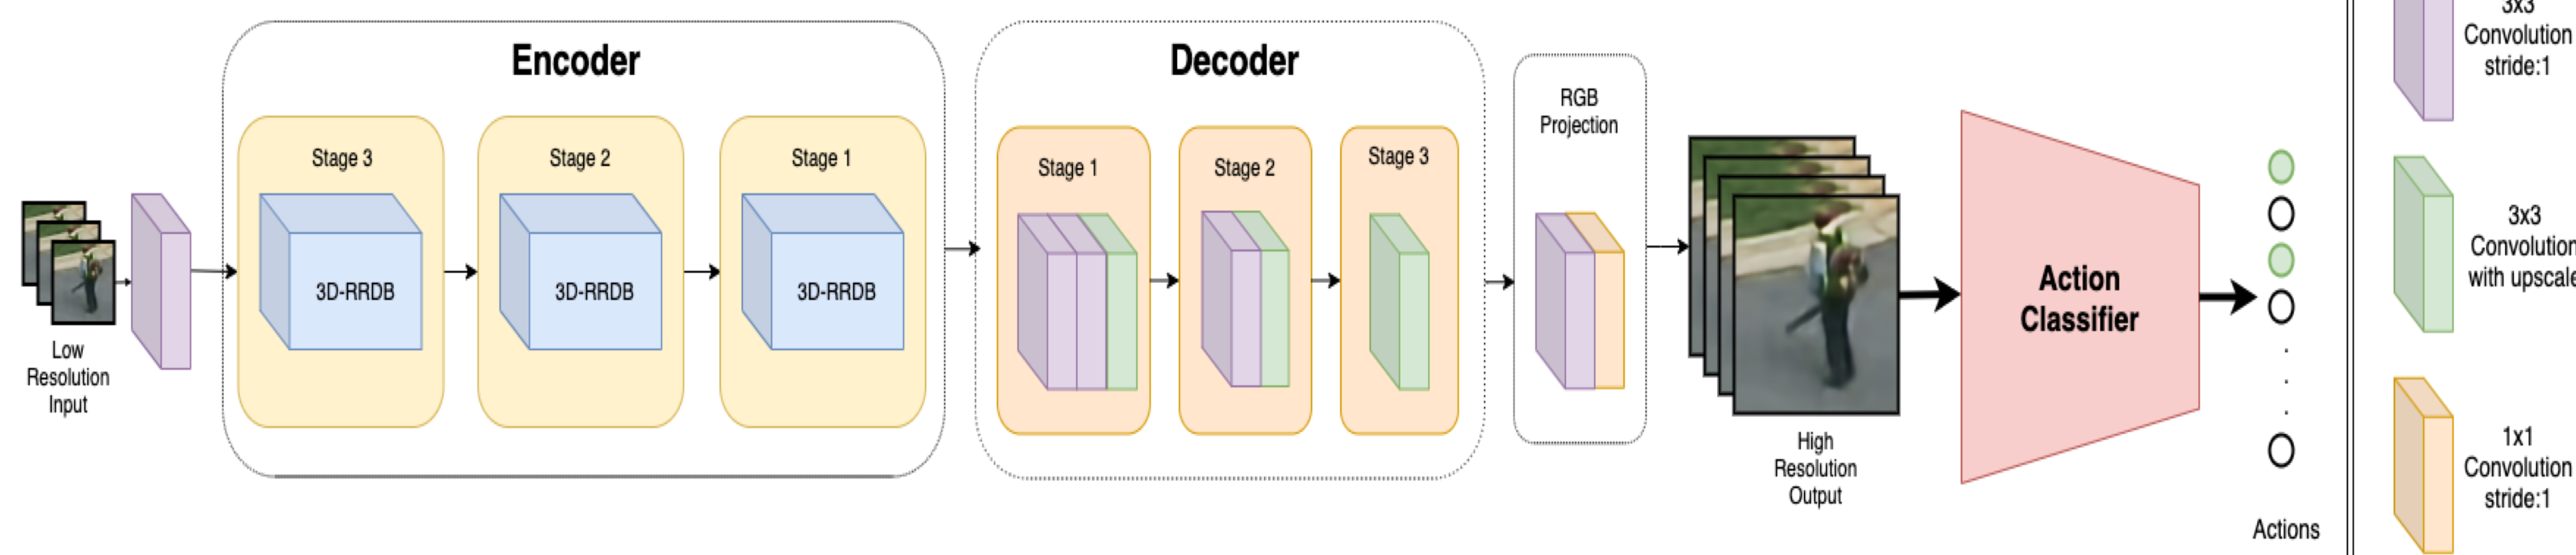 Encoder
Stage 3
Stage 2
Stage 1
3D-RRDB
3D-RRDB
3D-RRDB
Low
Resolution
Input
Decoder
Stage 1
Stage 2
Stage 3
RGB
Projection
High
Resolution
Output
Action
Classifier
Actions
3x3
Convolution
stride:1
3x3
Convolution
with upscale
1x1
Convolution
stride:1